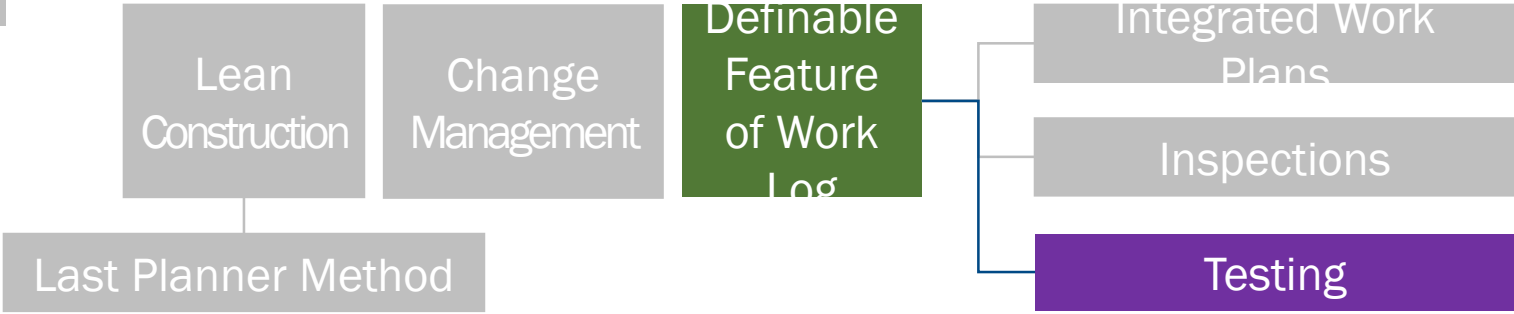 Lean
Construction
Change
Management
Definable
Feature
of Work
Log
Integrated Work
Plans
Inspections
Last Planner Method
Testing